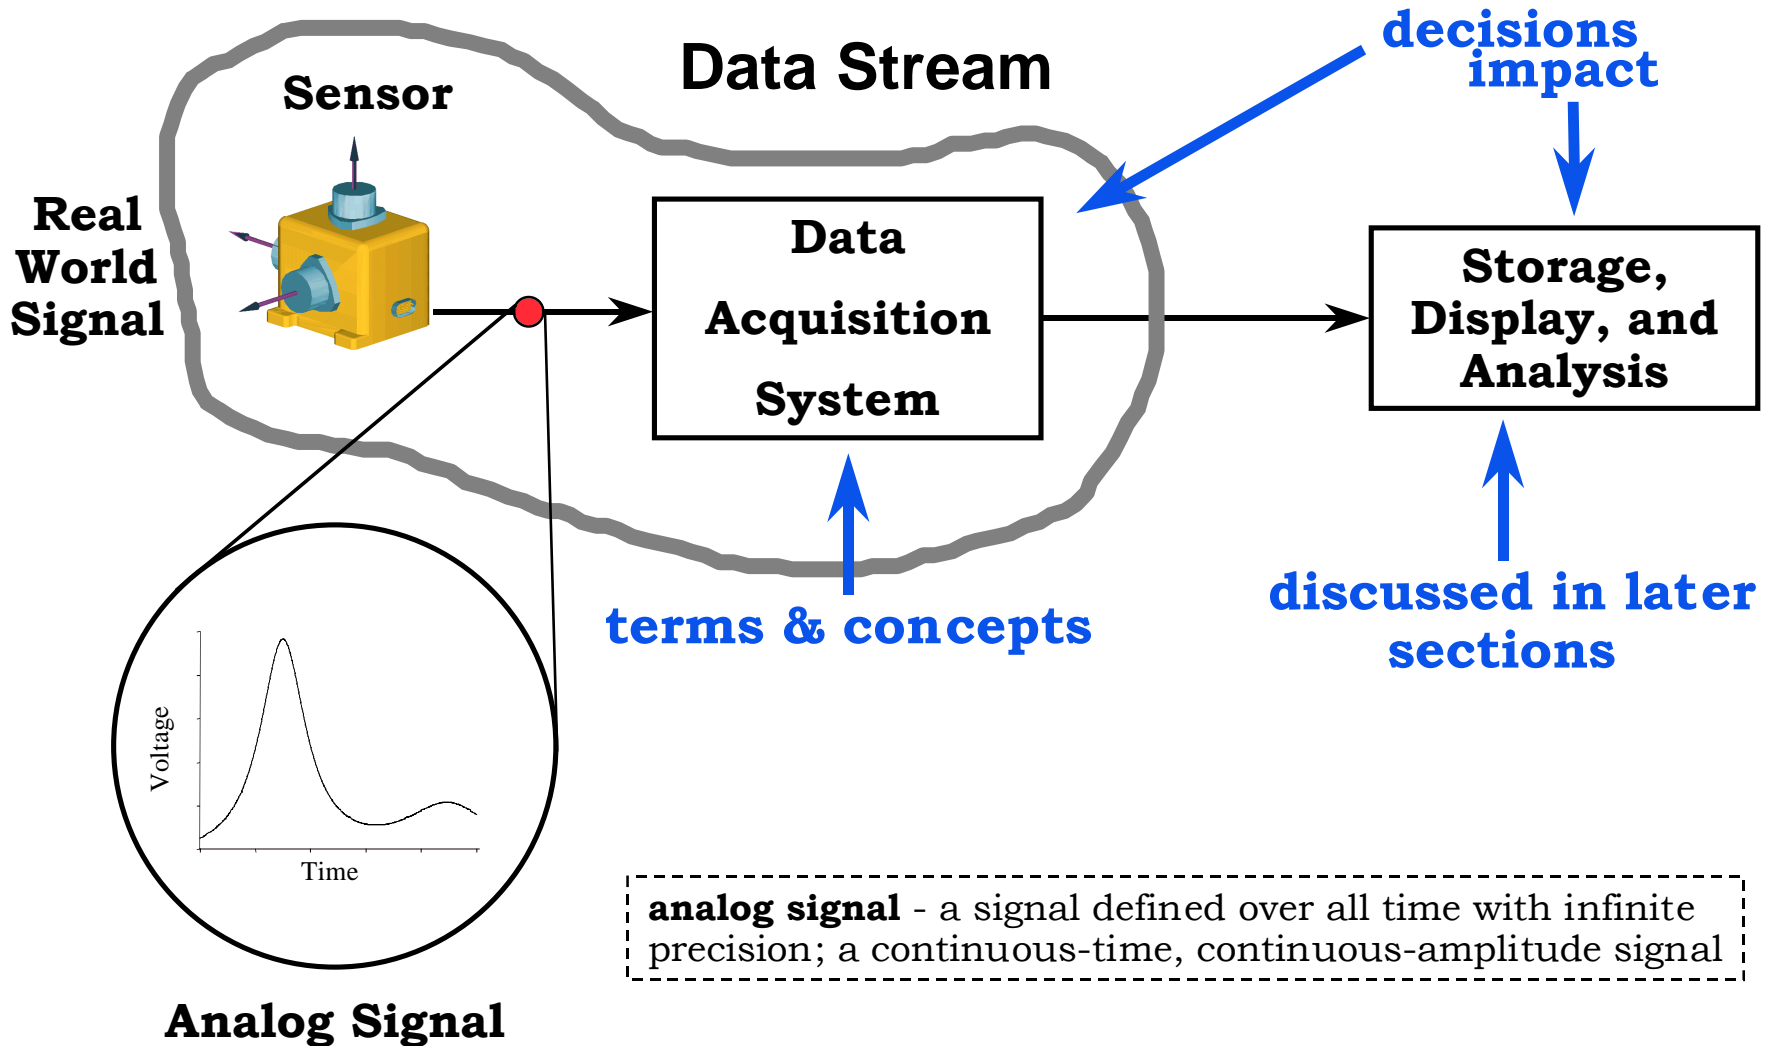 Data Stream
decisions
impact
Sensor
Real
World
Signal
Data
Acquisition
System
Storage,
Display, and
Analysis
terms & concepts
discussed in later
sections
Voltage
Time
analog signal - a signal defined over all time with infinite
precision; a continuous-time, continuous-amplitude signal
Analog Signal